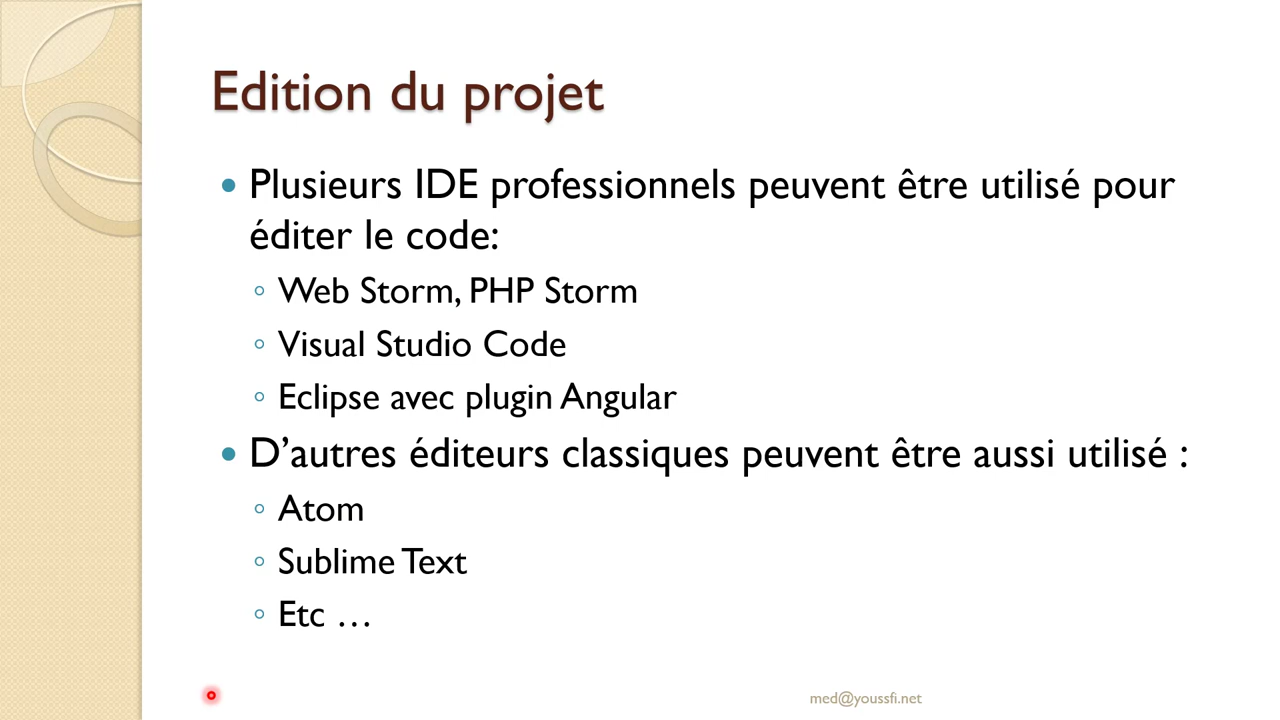 Edition du projet
Plusieurs IDE professionnels peuvent être utilisé pour
éditer le code:
Web Storm, PHP Storm
Visual Studio Code
Eclipse avec plugin Angular
D’autres éditeurs classiques peuvent être aussi utilisé :
Atom
Sublime Text
Etc …
med@youssfi.net